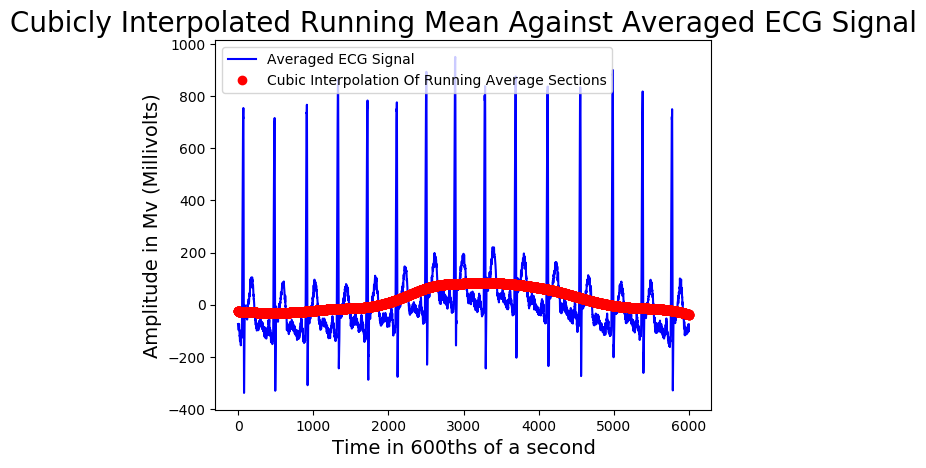 Cubicly Interpolated Running Mean Against Averaged ECG Signal
Averaged ECG Signal
Cubic Interpolation Of Running Average Sections
Amplitude in Mv (Millivolts)
1000
800
600
400
200
0
−200
−400
0 1000 2000 3000 4000 5000 6000
Time in 600ths of a second